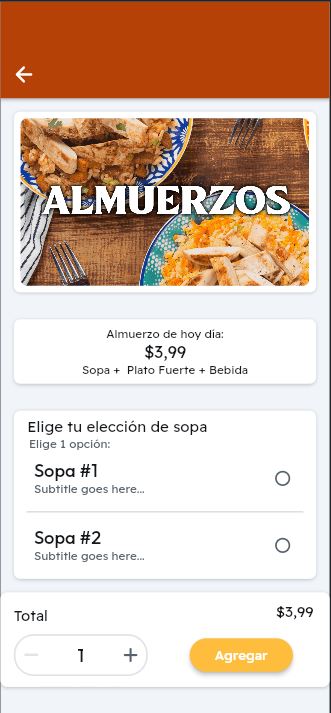 ALMUERZOS
Almuerzo de hoy día:
$3,99
Sopa + Plato Fuerte + Bebida
Elige tu elección de sopa
Elige 1 opción:
Sopa #1
Subtitle goes here...
Sopa #2
Subtitle goes here...
Total $3,99
1 Agregar